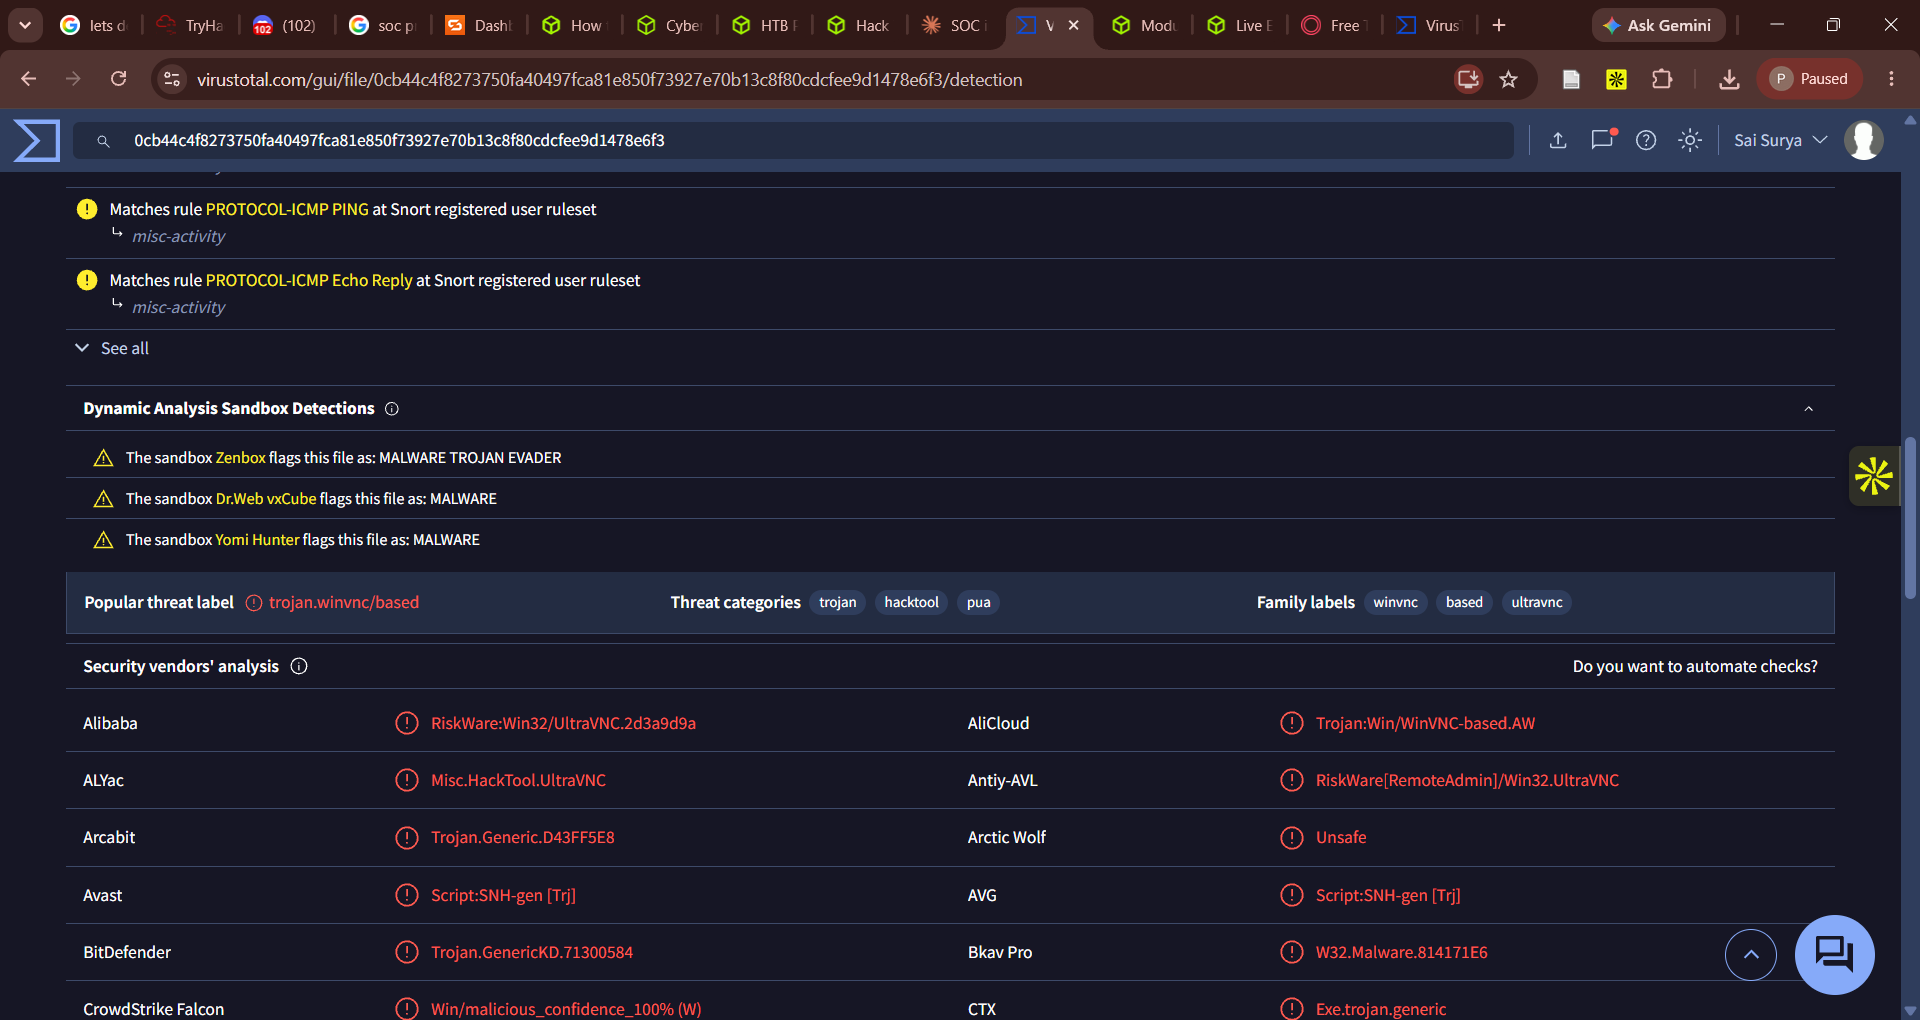 lets d
TryHa
102
(102)
soc p
Dash
How
Cyber
HTB
Hack
SOC
V
Modu
Live E
Free
Virus
Ask Gemini
virustotal.com/gui/file/0cb44c4f8273750fa40497fca81e850f73927e70b13c8f80cdcfee9d1478e6f3/detection
P Paused
0cb44c4f8273750fa40497fca81e850f73927e70b13c8f80cdcfee9d1478e6f3
Sai Surya
Matches rule PROTOCOL-ICMP PING at Snort registered user ruleset
misc-activity
Matches rule PROTOCOL-ICMP Echo Reply at Snort registered user ruleset
misc-activity
See all
Dynamic Analysis Sandbox Detections
The sandbox Zenbox flags this file as: MALWARE TROJAN EVADER
The sandbox Dr.Web vxCube flags this file as: MALWARE
The sandbox Yomi Hunter flags this file as: MALWARE
Popular threat label trojan.winvnc/based Threat categories trojan hacktool pua Family labels winvnc based ultravnc
Security vendors' analysis Do you want to automate checks?
Alibaba RiskWare:Win32/UltraVNC.2d3a9d9a AliCloud Trojan:Win/WinVNC-based.AW
ALYac Misc.HackTool.UltraVNC Antiy-AVL RiskWare[RemoteAdmin]/Win32.UltraVNC
Arcabit Trojan.Generic.D43FF5E8 Arctic Wolf Unsafe
Avast Script:SNH-gen [Trj] AVG Script:SNH-gen [Trj]
BitDefender Trojan.GenericKD.71300584 Bkav Pro W32.Malware.814171E6
CrowdStrike Falcon Win/malicious_confidence_100% (W) CTX Exe.trojan.generic